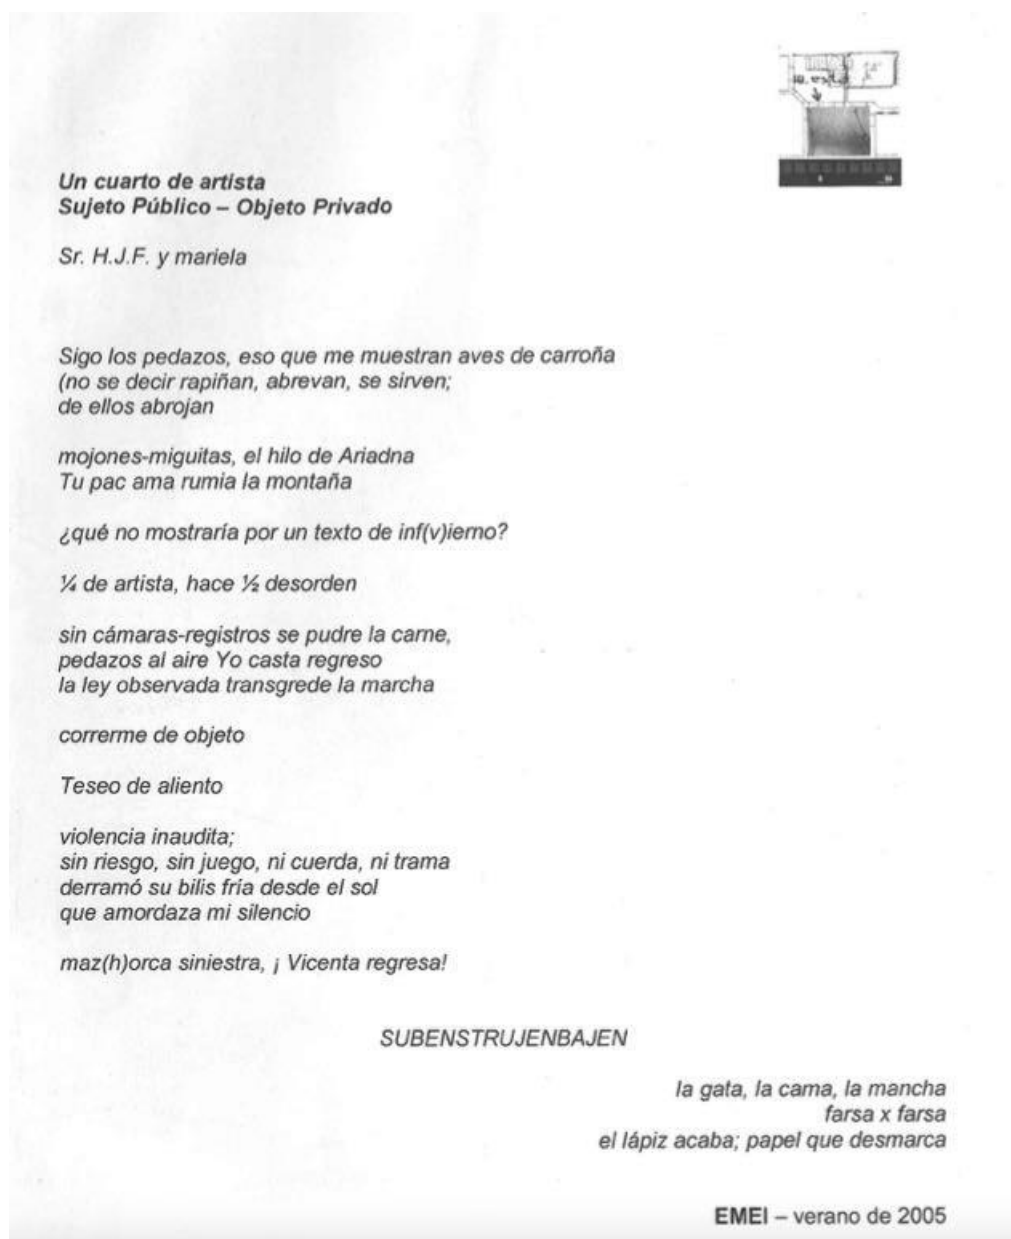 Un cuarto de artista
Sujeto Público – Objeto Privado
Sr. H.J.F. y mariela
Sigo los pedazos, eso que me muestran aves de carroña
(no se decir rapiñan, abrevan, se sirven;
de ellos abrojan
mojones-miguitas, el hilo de Ariadna
Tu pac ama rumia la montaña
¿qué no mostraría por un texto de inf(v)ierno?
¼ de artista, hace ½ desorden
sin cámaras-registros se pudre la carne,
pedazos al aire Yo casta regreso
la ley observada transgrede la marcha
correrme de objeto
Teseo de aliento
violencia inaudita;
sin riesgo, sin juego, ni cuerda, ni trama
derramó su bilis fría desde el sol
que amordaza mi silencio
maz(h)orca siniestra, ¡ Vicenta regresa!
SUBENSTRUJENBAJEN
la gata, la cama, la mancha
farsa x farsa
el lápiz acaba; papel que desmarca
EMEI – verano de 2005